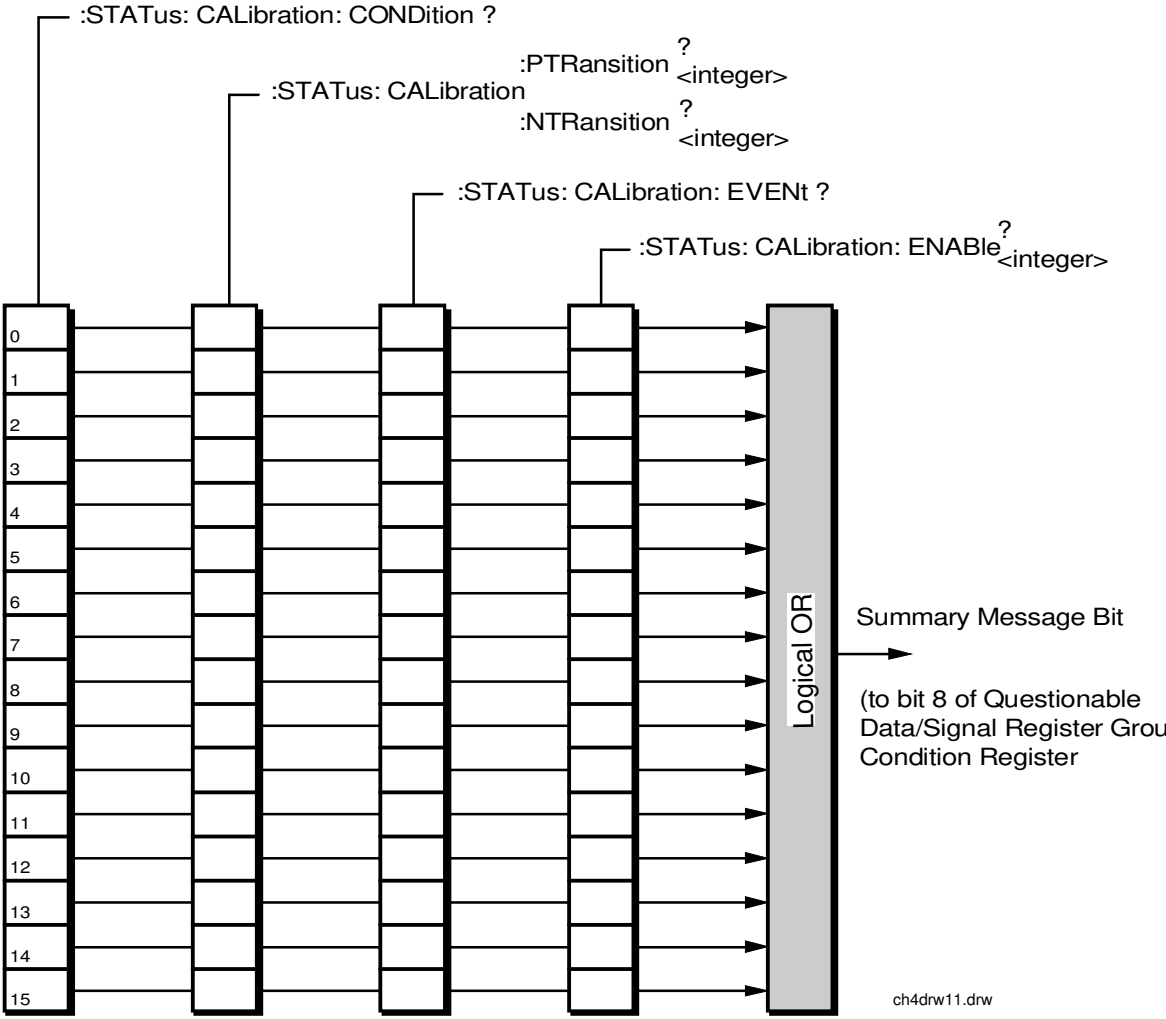 :STATus: CALibration: CONDition ?
?
:PTRansition
<integer>
:STATus: CALibration
?
:NTRansition
<integer>
:STATus: CALibration: EVENt ?
?
:STATus: CALibration: ENABle
<integer>
0
1
2
3
4
5
6
7
8
9
10
11
12
13
14
15
Logical OR
Summary Message Bit
(to bit 8 of Questionable
Data/Signal Register Grou
Condition Register
ch4drw11.drw